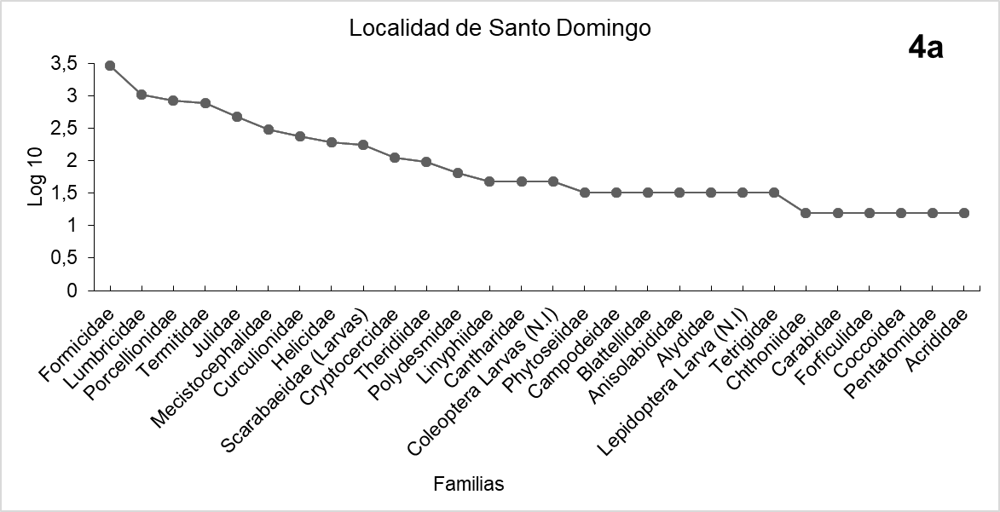 Localidad de Santo Domingo
4a
3,5
3
2,5
2
1,5
1
0,5
0
Log 10
Formicidae
Lumbricidae
Porcellionidae
Termitidae
Julidae
Mecistocephalidae
Curculionidae
Helicidae
Scarabaeidae (Larvas)
Cryptocercidae
Theridiidae
Polydesmidae
Linyphiidae
Cantharidae
Coleoptera Larvas (N.I)
Phytoseiidae
Campodeidae
Blattellidae
Anisolabididae
Alydidae
Lepidoptera Larva (N.I)
Tetrigidae
Chthoniidae
Carabidae
Forficulidae
Coccoidea
Pentatomidae
Acrididae
Familias